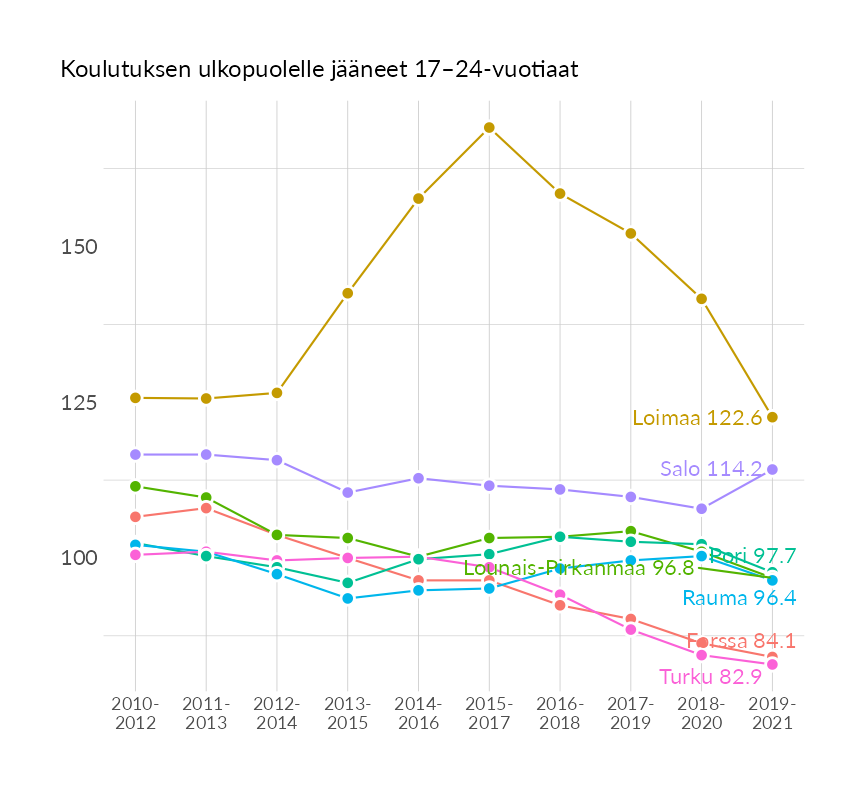 Koulutuksen ulkopuolelle jääneet 17–24-vuotiaat
150
125
100
Loimaa 122.6
Salo 114.2
Pori 97.7
Lounais-Pirkanmaa 96.8
Rauma 96.4
Forssa 84.1
Turku 82.9
2010- 2011- 2012- 2013- 2014- 2015- 2016- 2017- 2018- 2019-
2012 2013 2014 2015 2016 2017 2018 2019 2020 2021